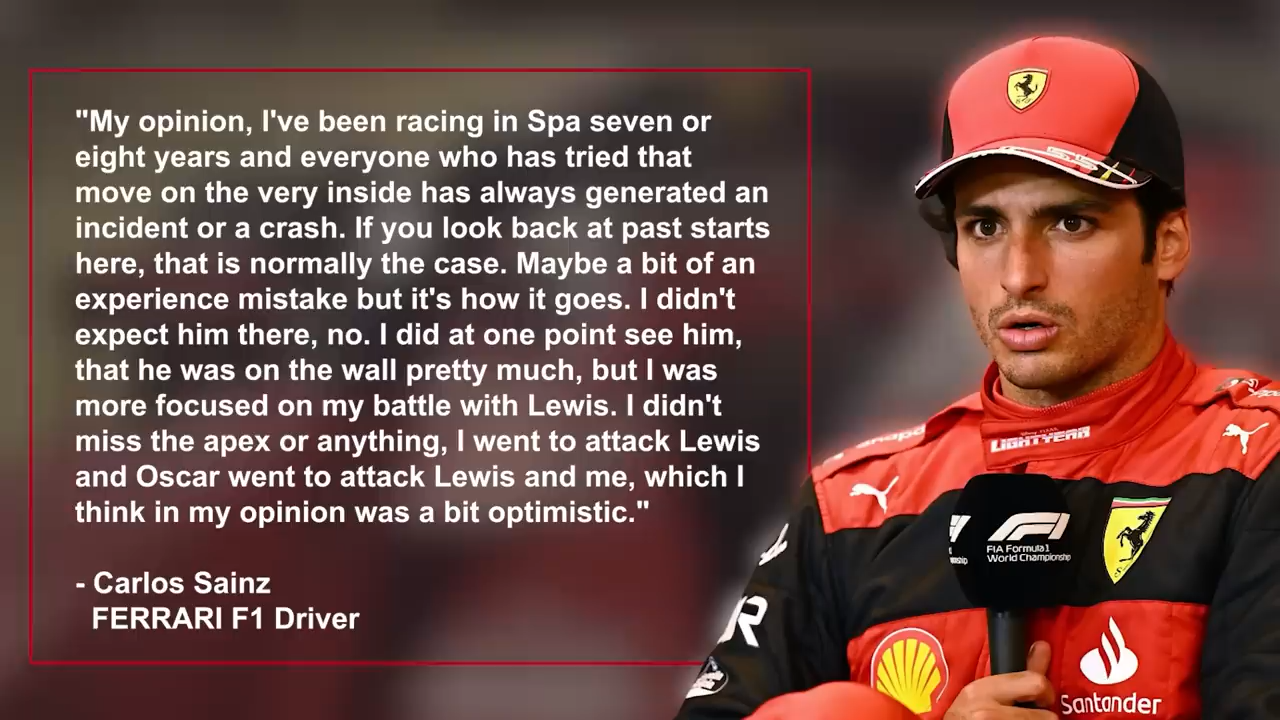 "My opinion, I've been racing in Spa seven or
eight years and everyone who has tried that
move on the very inside has always generated an
incident or a crash. If you look back at past starts
here, that is normally the case. Maybe a bit of an
experience mistake but it's how it goes. I didn't
expect him there, no. I did at one point see him,
that he was on the wall pretty much, but I was
more focused on my battle with Lewis. I didn't
miss the apex or anything, I went to attack Lewis
and Oscar went to attack Lewis and me, which I
think in my opinion was a bit optimistic."
- Carlos Sainz
FERRARI F1 Driver
LIGHTYEAR
snapd
F1
FIA Formula1
World Championship
Santander